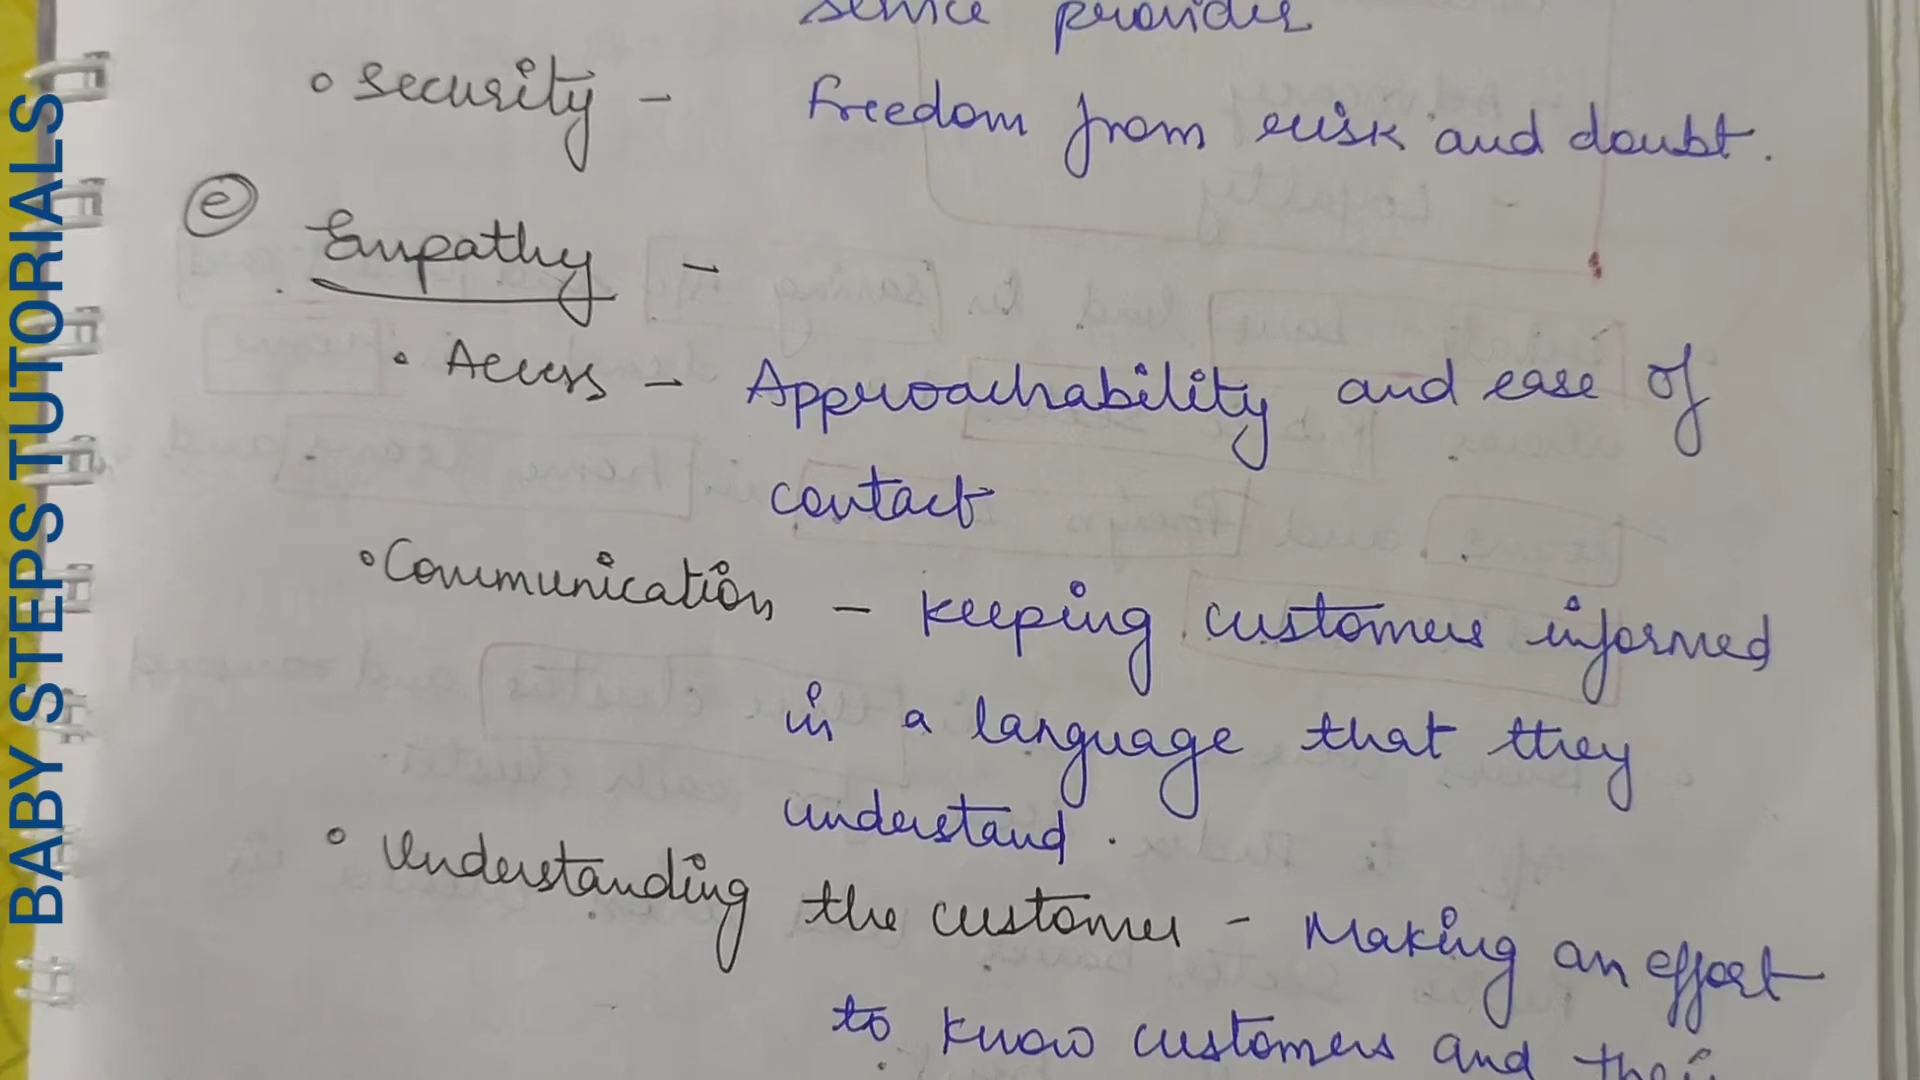 service provider
• Security - Freedom from risk and doubt.
(e) Empathy -
• Access - Approachability and ease of
contact
• Communication - Keeping customers informed
in a language that they
understand.
• Understanding the customer - Making an effort
to know customers and their
BABY STEPS TUTORIALS